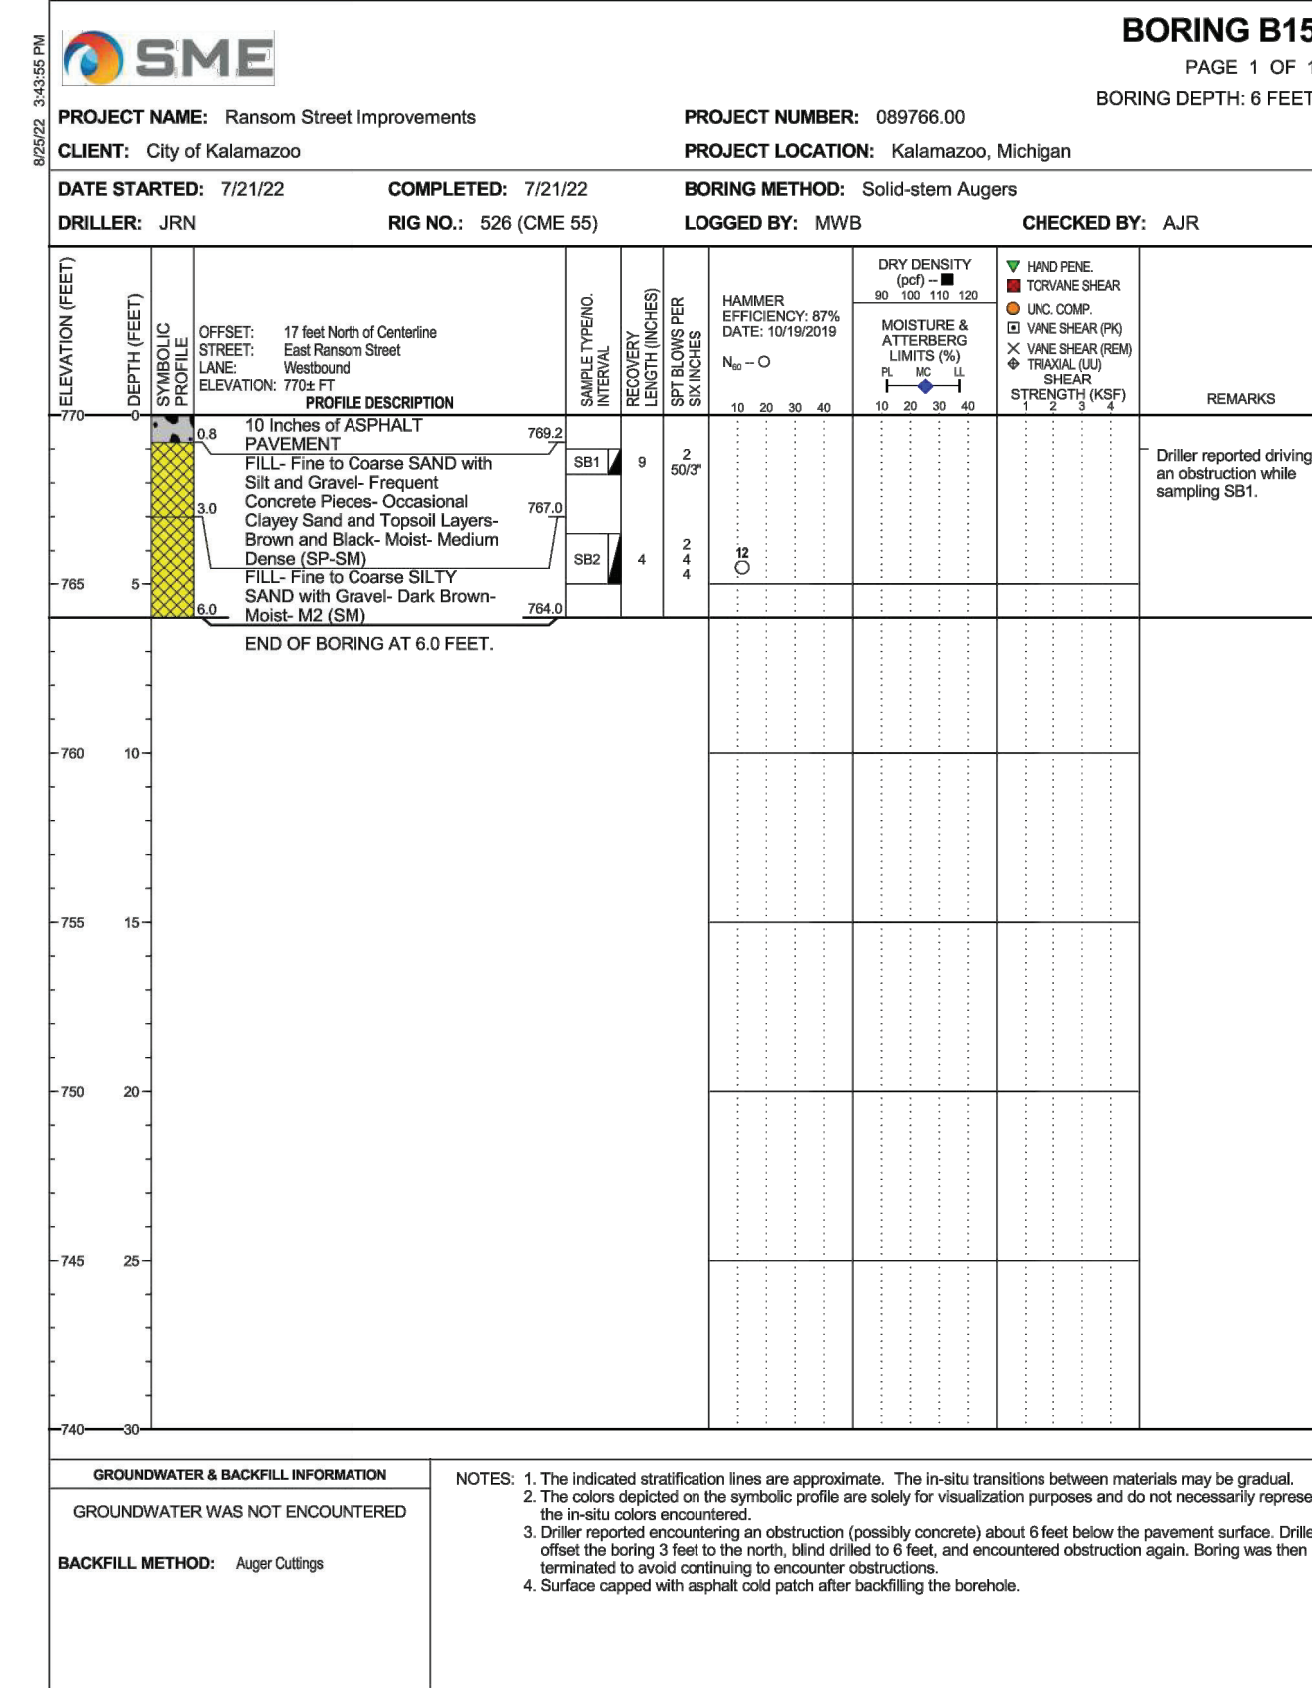 8/25/22 3:43:55 PM
SME
BORING B15
PAGE 1 OF 1
BORING DEPTH: 6 FEET
PROJECT NAME: Ransom Street Improvements
PROJECT NUMBER: 089766.00
CLIENT: City of Kalamazoo
PROJECT LOCATION: Kalamazoo, Michigan
DATE STARTED: 7/21/22 COMPLETED: 7/21/22 BORING METHOD: Solid-stem Augers
DRILLER: JRN RIG NO.: 526 (CME 55) LOGGED BY: MWB CHECKED BY: AJR
ELEVATION (FEET)
DEPTH (FEET)
SYMBOLIC
PROFILE
OFFSET: 17 feet North of Centerline
STREET: East Ransom Street
LANE: Westbound
ELEVATION: 770± FT
PROFILE DESCRIPTION
SAMPLE TYPE/NO.
INTERVAL
RECOVERY
LENGTH (INCHES)
SPT BLOWS PER
SIX INCHES
HAMMER
EFFICIENCY: 87%
DATE: 10/19/2019
N60 -- O
10 20 30 40
DRY DENSITY
(pcf) -- ■
90 100 110 120
MOISTURE &
ATTERBERG
LIMITS (%)
PL MC LL
10 20 30 40
HAND PENE.
TORVANE SHEAR
UNC. COMP.
VANE SHEAR (PK)
VANE SHEAR (REM)
TRIAXIAL (UU)
SHEAR
STRENGTH (KSF)
1 2 3 4
REMARKS
770 0
10 Inches of ASPHALT
0.8 PAVEMENT 769.2
FILL- Fine to Coarse SAND with
Silt and Gravel- Frequent
3.0 Concrete Pieces- Occasional 767.0
Clayey Sand and Topsoil Layers-
Brown and Black- Moist- Medium
Dense (SP-SM)
FILL- Fine to Coarse SILTY
SAND with Gravel- Dark Brown-
6.0 Moist- M2 (SM) 764.0
END OF BORING AT 6.0 FEET.
SB1 9 2
50/3"
SB2 4 2
4
4
12
Driller reported driving
an obstruction while
sampling SB1.
765 5
760 10
755 15
750 20
745 25
740 30
GROUNDWATER & BACKFILL INFORMATION
GROUNDWATER WAS NOT ENCOUNTERED
BACKFILL METHOD: Auger Cuttings
NOTES: 1. The indicated stratification lines are approximate. The in-situ transitions between materials may be gradual.
2. The colors depicted on the symbolic profile are solely for visualization purposes and do not necessarily represe
the in-situ colors encountered.
3. Driller reported encountering an obstruction (possibly concrete) about 6 feet below the pavement surface. Drille
offset the boring 3 feet to the north, blind drilled to 6 feet, and encountered obstruction again. Boring was then
terminated to avoid continuing to encounter obstructions.
4. Surface capped with asphalt cold patch after backfilling the borehole.